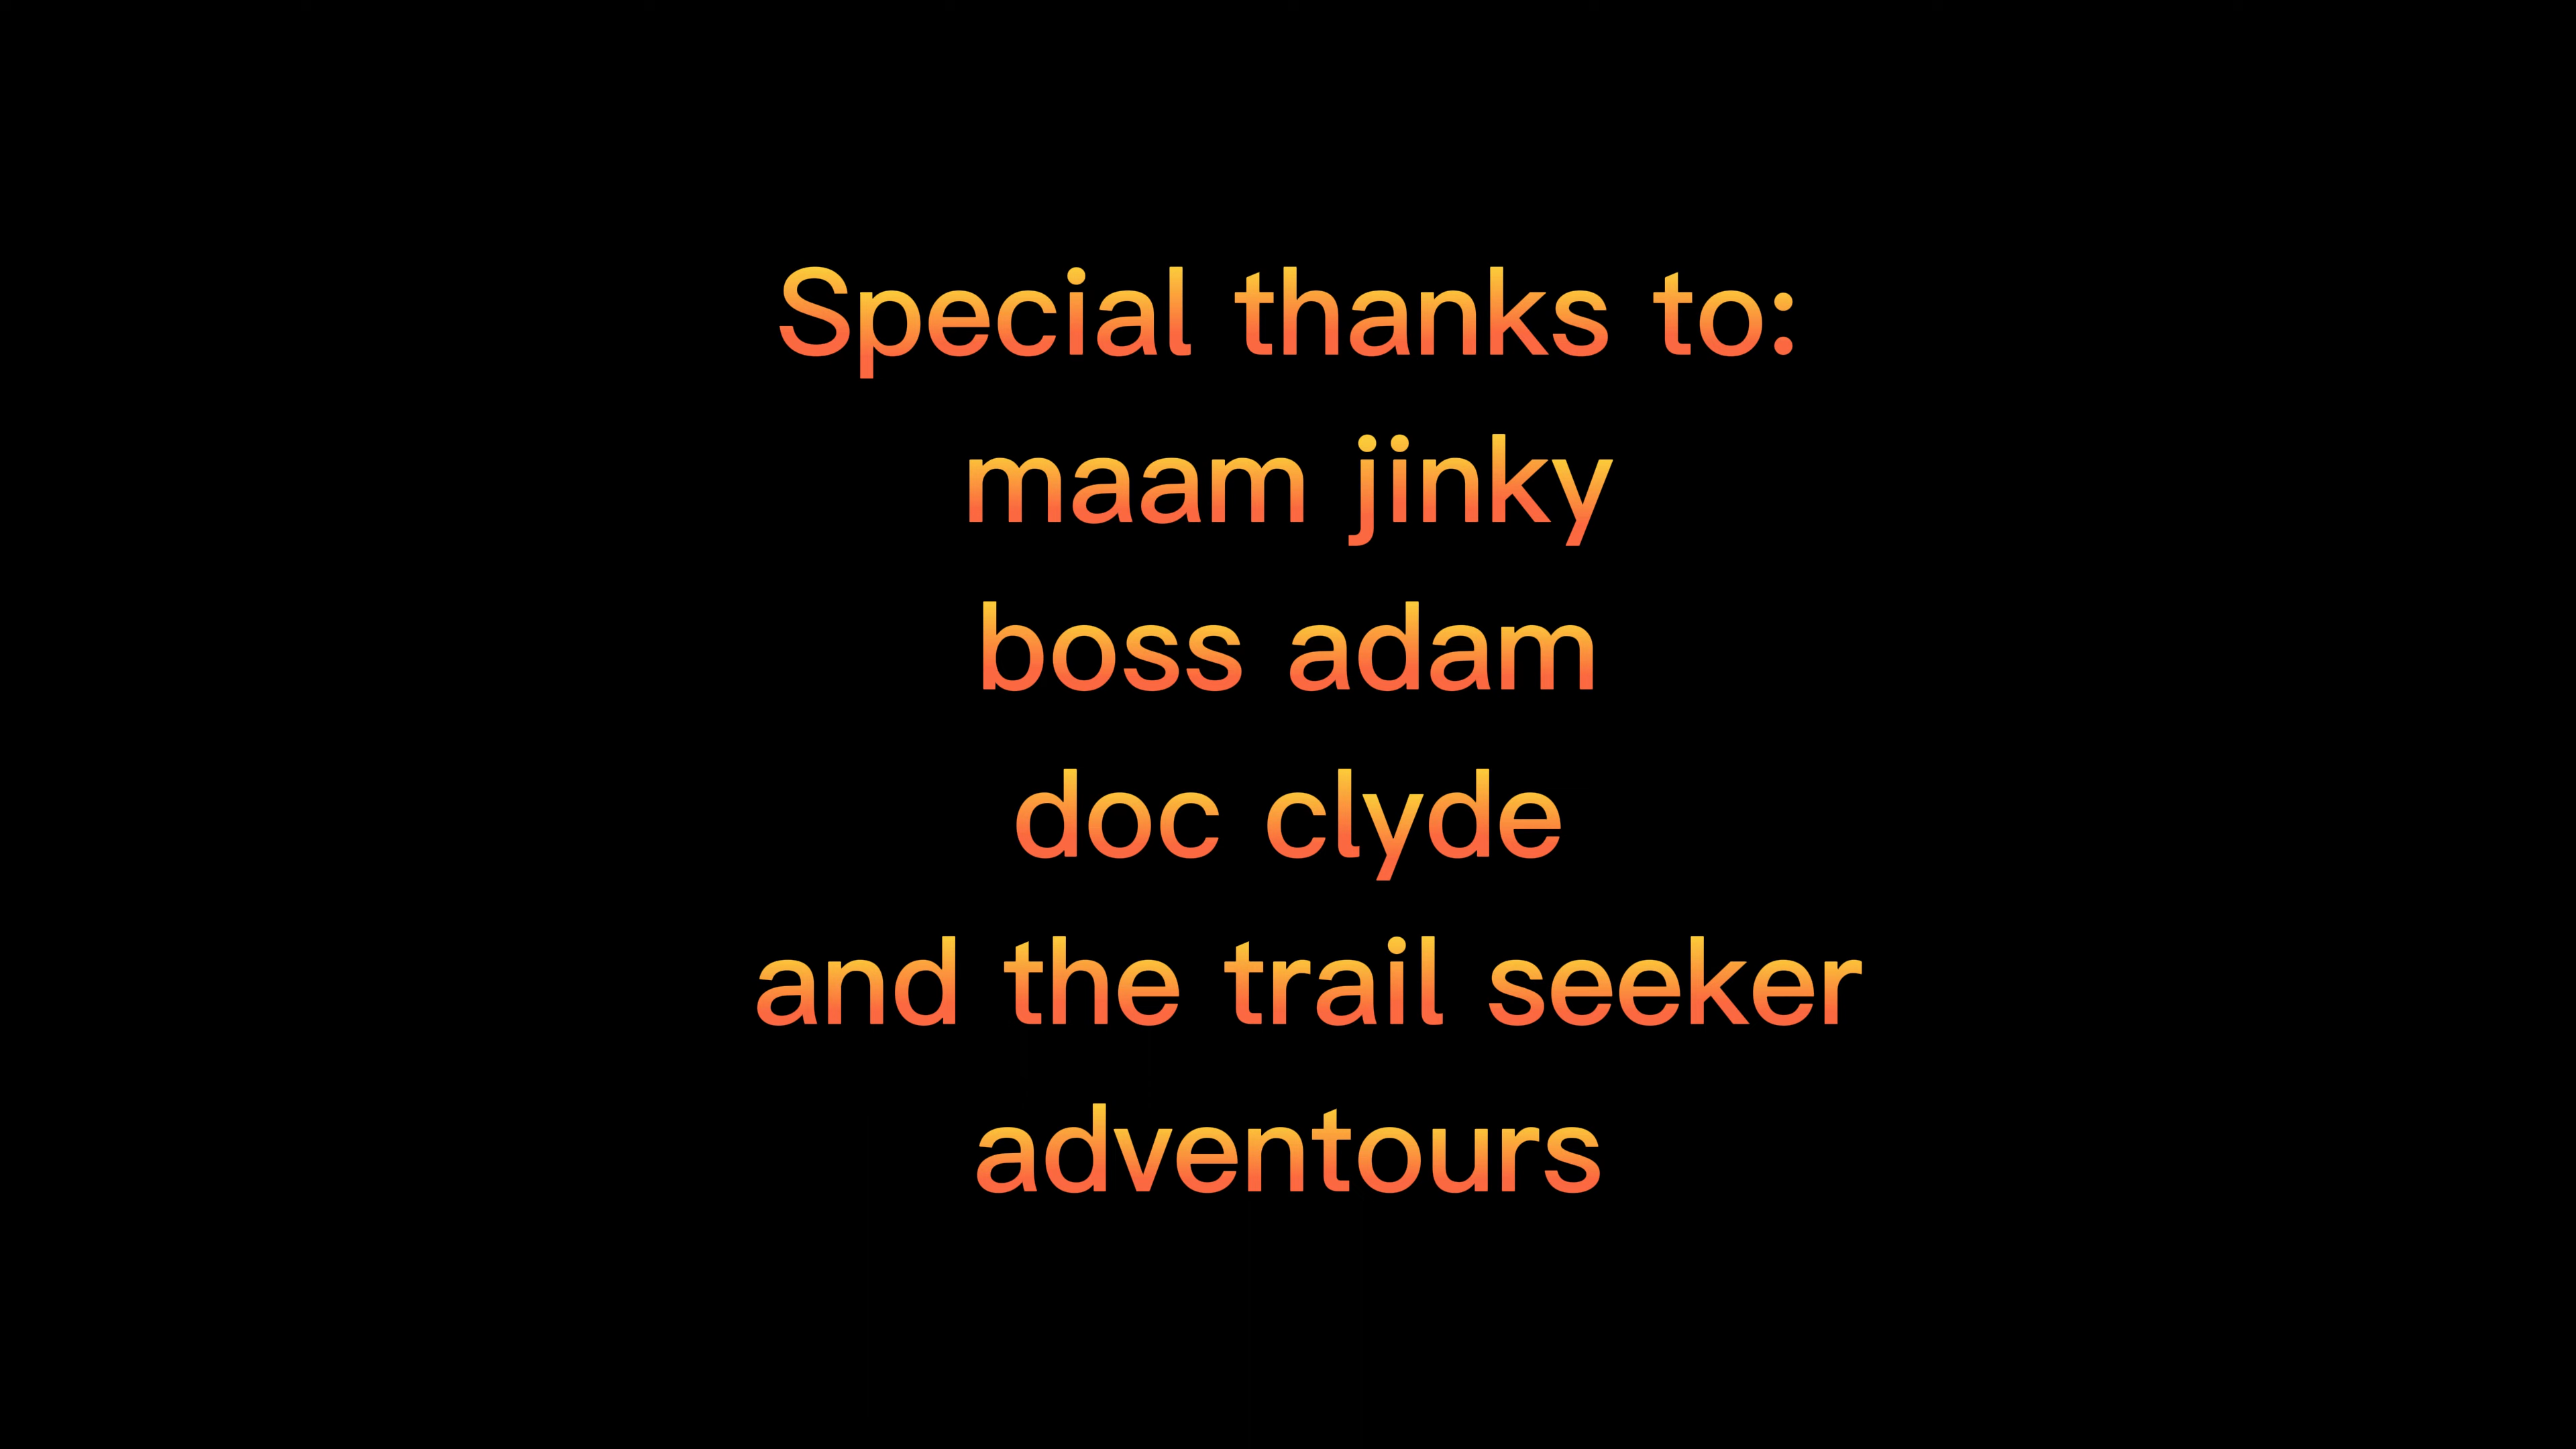 Special thanks to:
maam jinky
boss adam
doc clyde
and the trail seeker
adventours